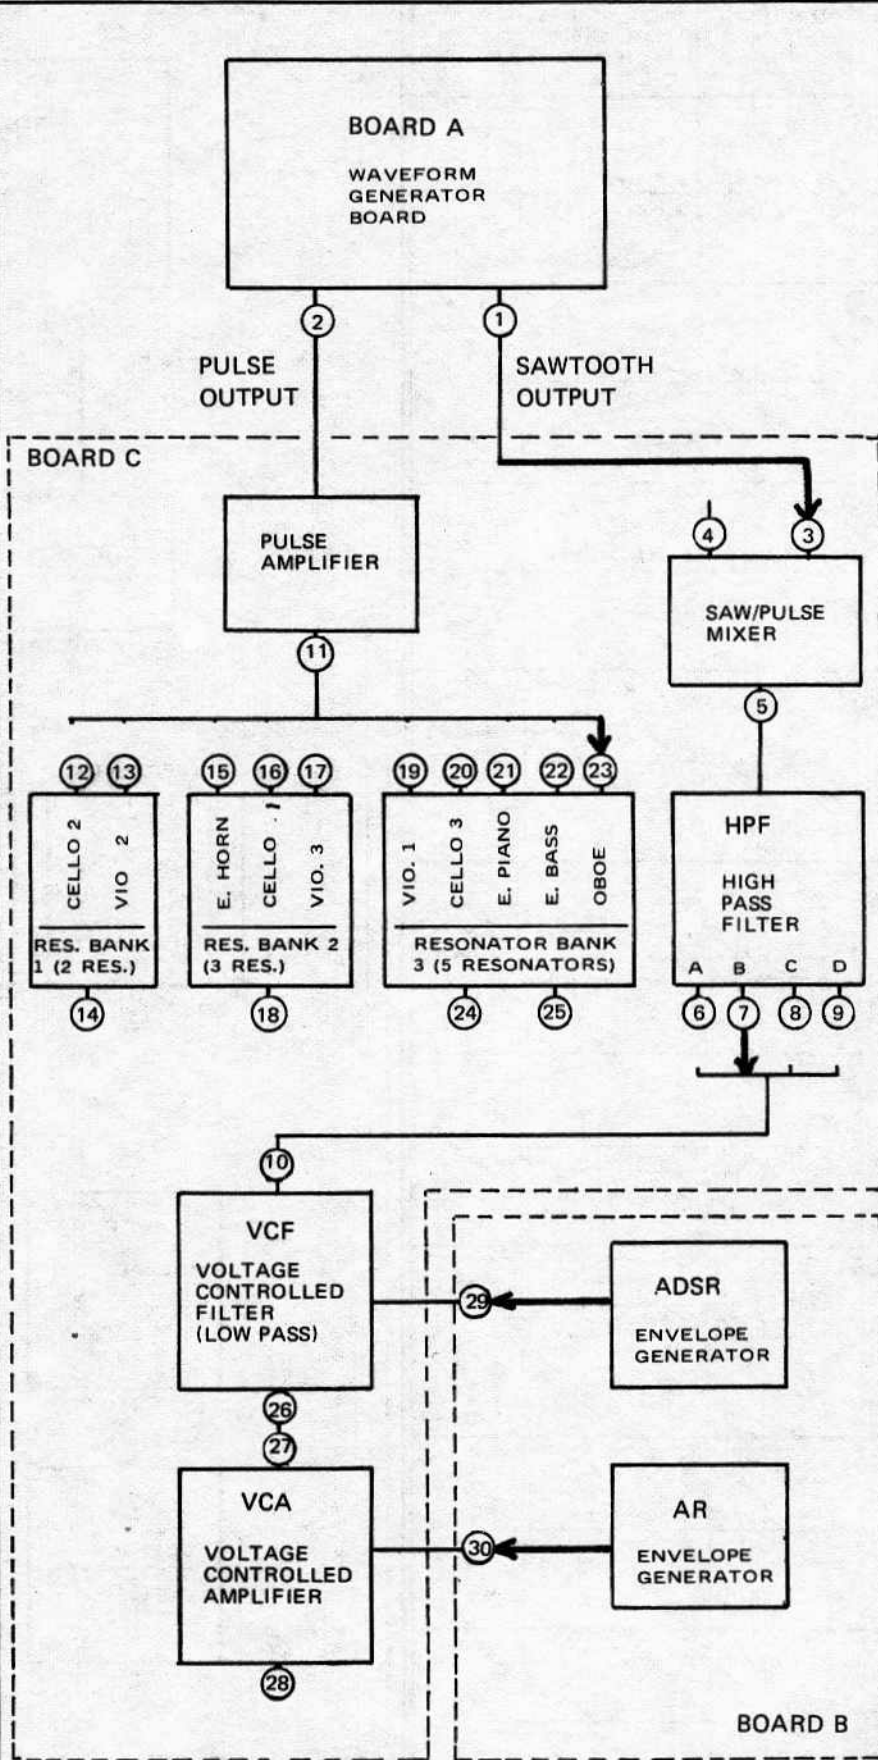 BOARD A
WAVEFORM
GENERATOR
BOARD
2
1
PULSE
OUTPUT
SAWTOOTH
OUTPUT
BOARD C
4
3
PULSE
AMPLIFIER
SAW/PULSE
MIXER
11
5
12
13
15
16
17
19
20
21
22
23
CELLO 2
VIO 2
E. HORN
CELLO 1
VIO. 3
VIO. 1
CELLO 3
E. PIANO
E. BASS
OBOE
HPF
HIGH
PASS
FILTER
RES. BANK
1 (2 RES.)
RES. BANK 2
(3 RES.)
RESONATOR BANK
3 (5 RESONATORS)
A B C D
14
18
24
25
6
7
8
9
10
VCF
VOLTAGE
CONTROLLED
FILTER
(LOW PASS)
29
ADSR
ENVELOPE
GENERATOR
26
27
VCA
VOLTAGE
CONTROLLED
AMPLIFIER
30
AR
ENVELOPE
GENERATOR
28
BOARD B